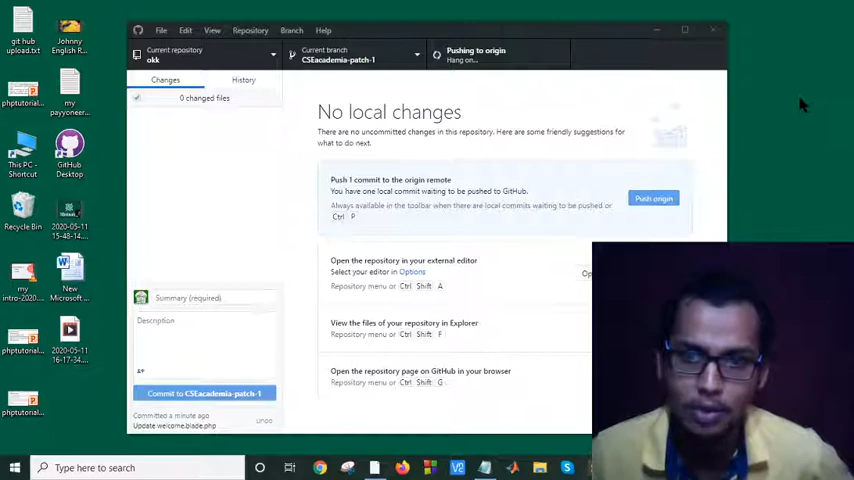 File Edit View Repository Branch Help
Current repository
okk
Current branch
CSEacademia-patch-1
Pushing to origin
Hang on...
Changes
History
0 changed files
No local changes
There are no uncommitted changes in this repository. Here are some friendly suggestions for
what to do next.
Push 1 commit to the origin remote
You have one local commit waiting to be pushed to GitHub.
Always available in the toolbar when there are local commits waiting to be pushed or
Ctrl P
Push origin
Open the repository in your external editor
Select your editor in Options
Repository menu or Ctrl Shift A
View the files of your repository in Explorer
Repository menu or Ctrl Shift F
Open the repository page on GitHub in your browser
Repository menu or Ctrl Shift G
Summary (required)
Description
Commit to CSEacademia-patch-1
Committed a minute ago
Update welcome.blade.php
undo
git hub
upload.txt
Johnny
English R...
phptutorial...
my
payyoneer...
This PC -
Shortcut
GitHub
Desktop
Recycle Bin
2020-05-11
15-48-14...
my
intro-2020...
New
Microsoft ...
phptutorial...
2020-05-11
16-17-34...
phptutorial...
Type here to search